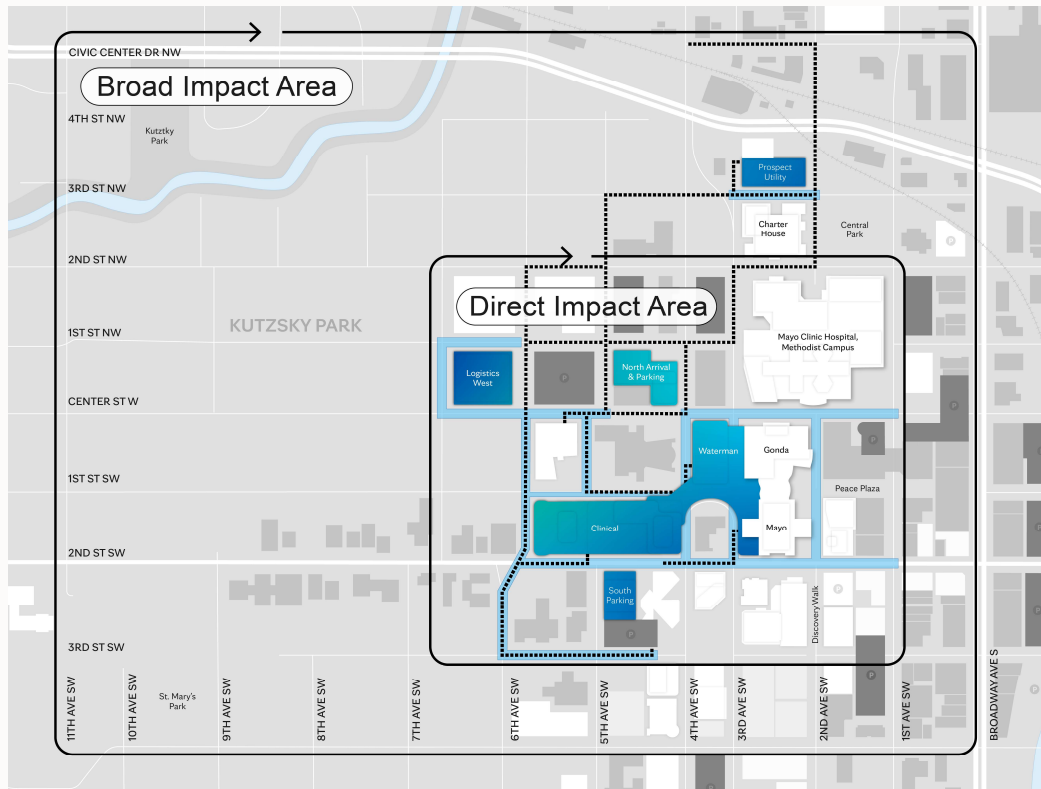 CIVIC CENTER DR NW
Broad Impact Area
4TH ST NW
Kutztky
Park
3RD ST NW
Prospect
Utility
Charter
House
Central
Park
P
2ND ST NW
Direct Impact Area
KUTZSKY PARK
1ST ST NW
Mayo Clinic Hospital,
Methodist Campus
Logistics
West
P
North Arrival
& Parking
CENTER ST W
P
Waterman
Gonda
P
1ST ST SW
Peace Plaza
Clinical
Mayo
2ND ST SW
South
Parking
P
Discovery Walk
P
P
3RD ST SW
P
P
St. Mary's
Park
11TH AVE SW
10TH AVE SW
9TH AVE SW
8TH AVE SW
7TH AVE SW
6TH AVE SW
5TH AVE SW
4TH AVE SW
3RD AVE SW
2ND AVE SW
1ST AVE SW
BROADWAY AVE S